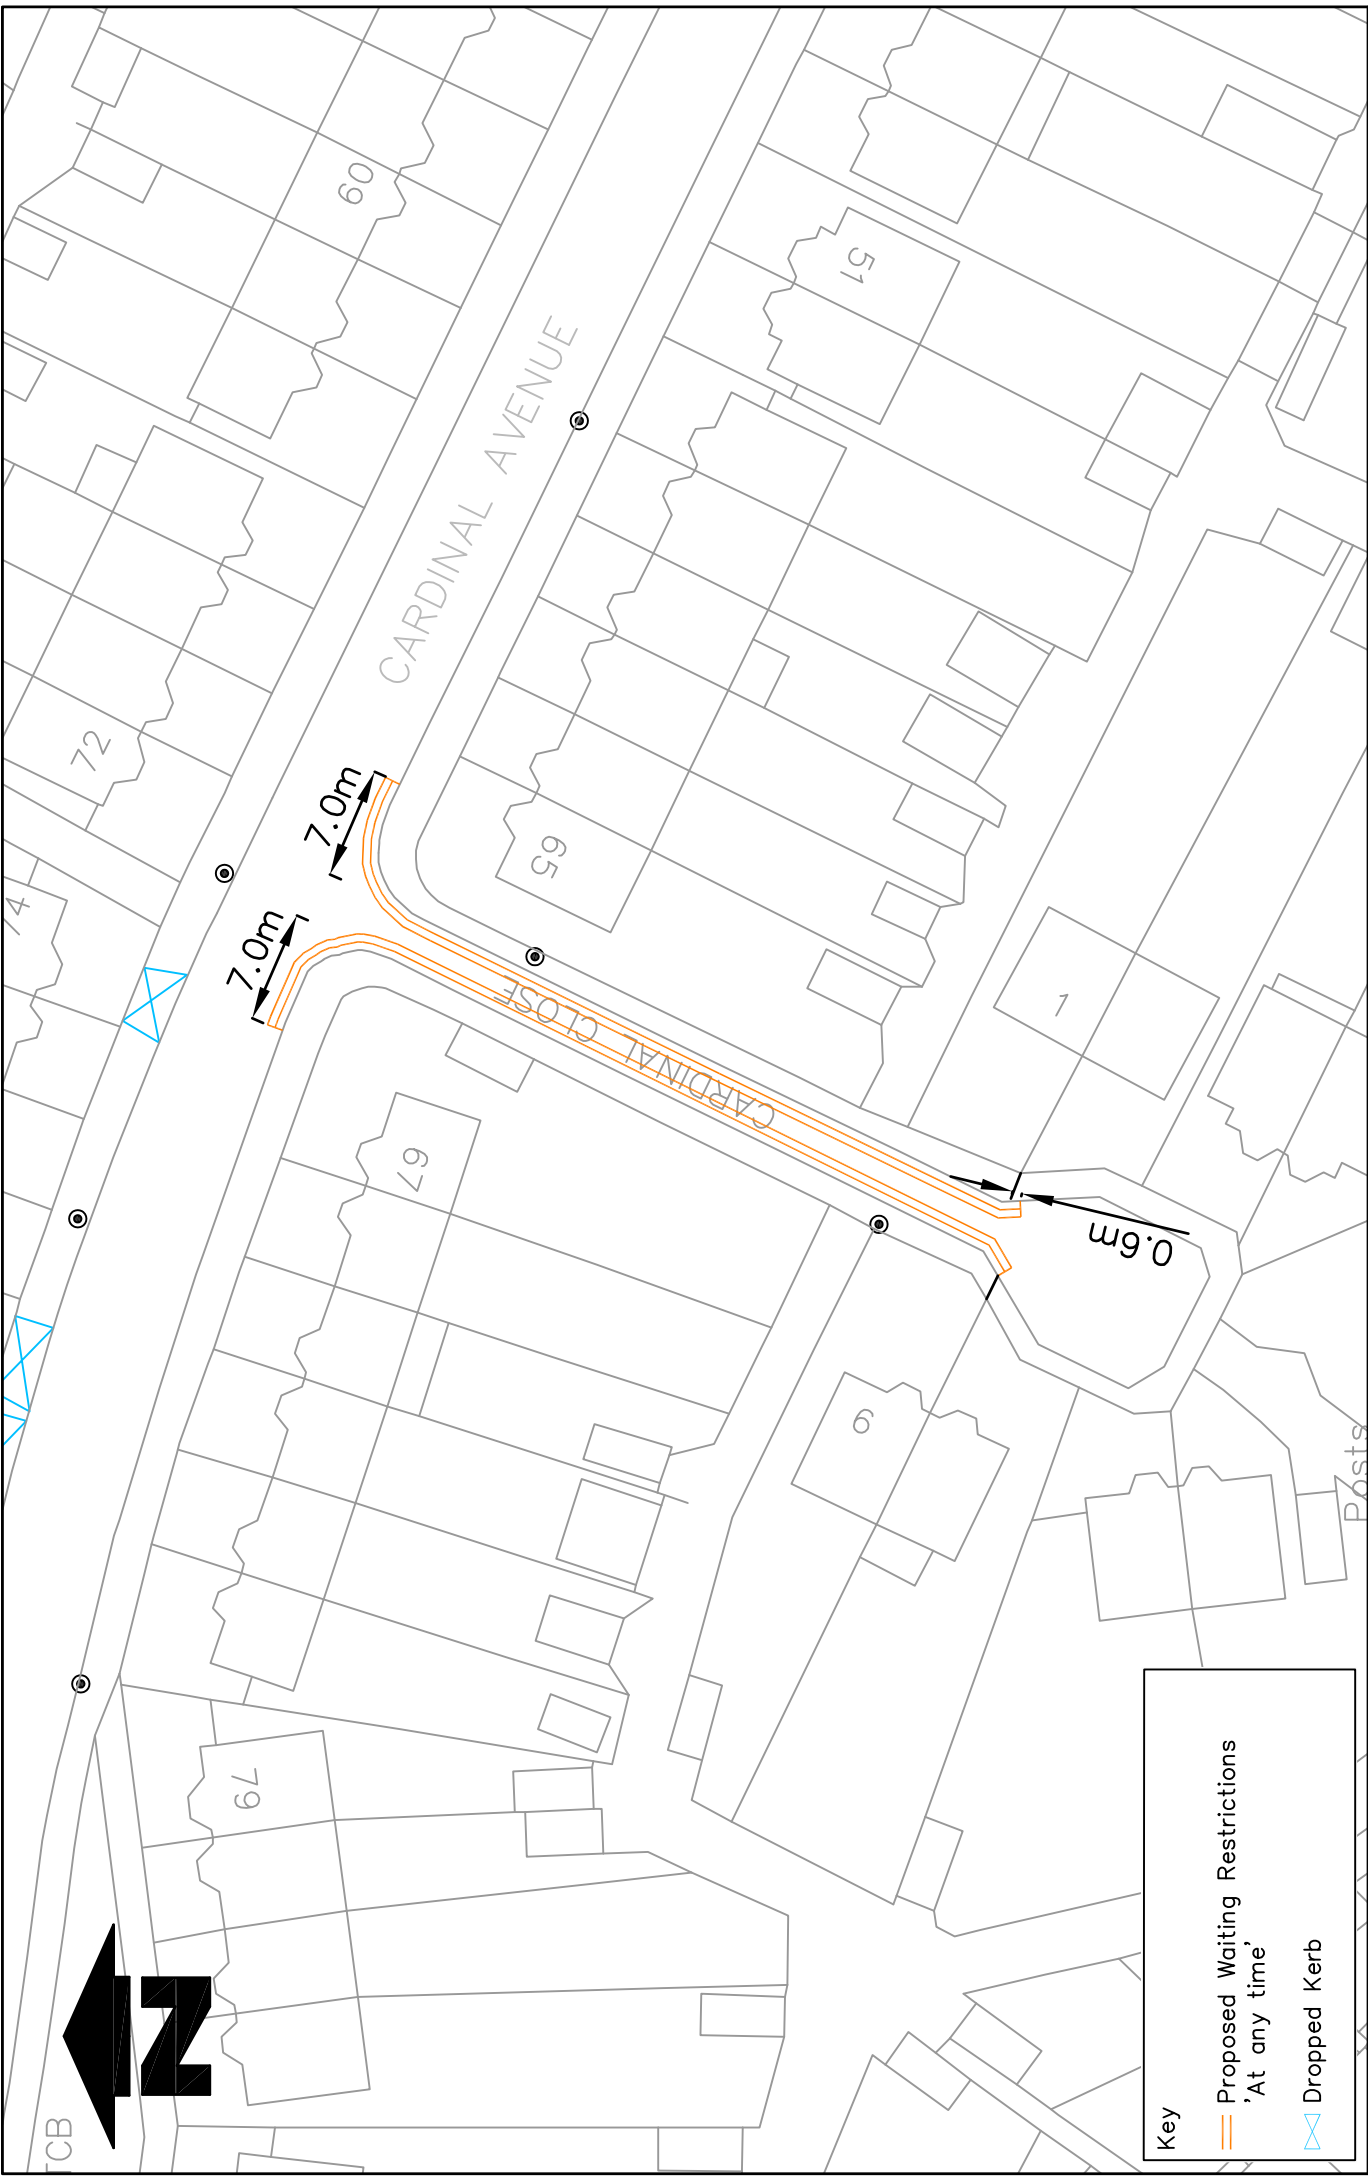 60
51
CARDINAL AVENUE
72
7.0m
65
74
7.0m
CARDINAL CLOSE
1
67
0.6m
9
Posts
79
N
TCB
Key
Proposed Waiting Restrictions
'At any time'
Dropped Kerb